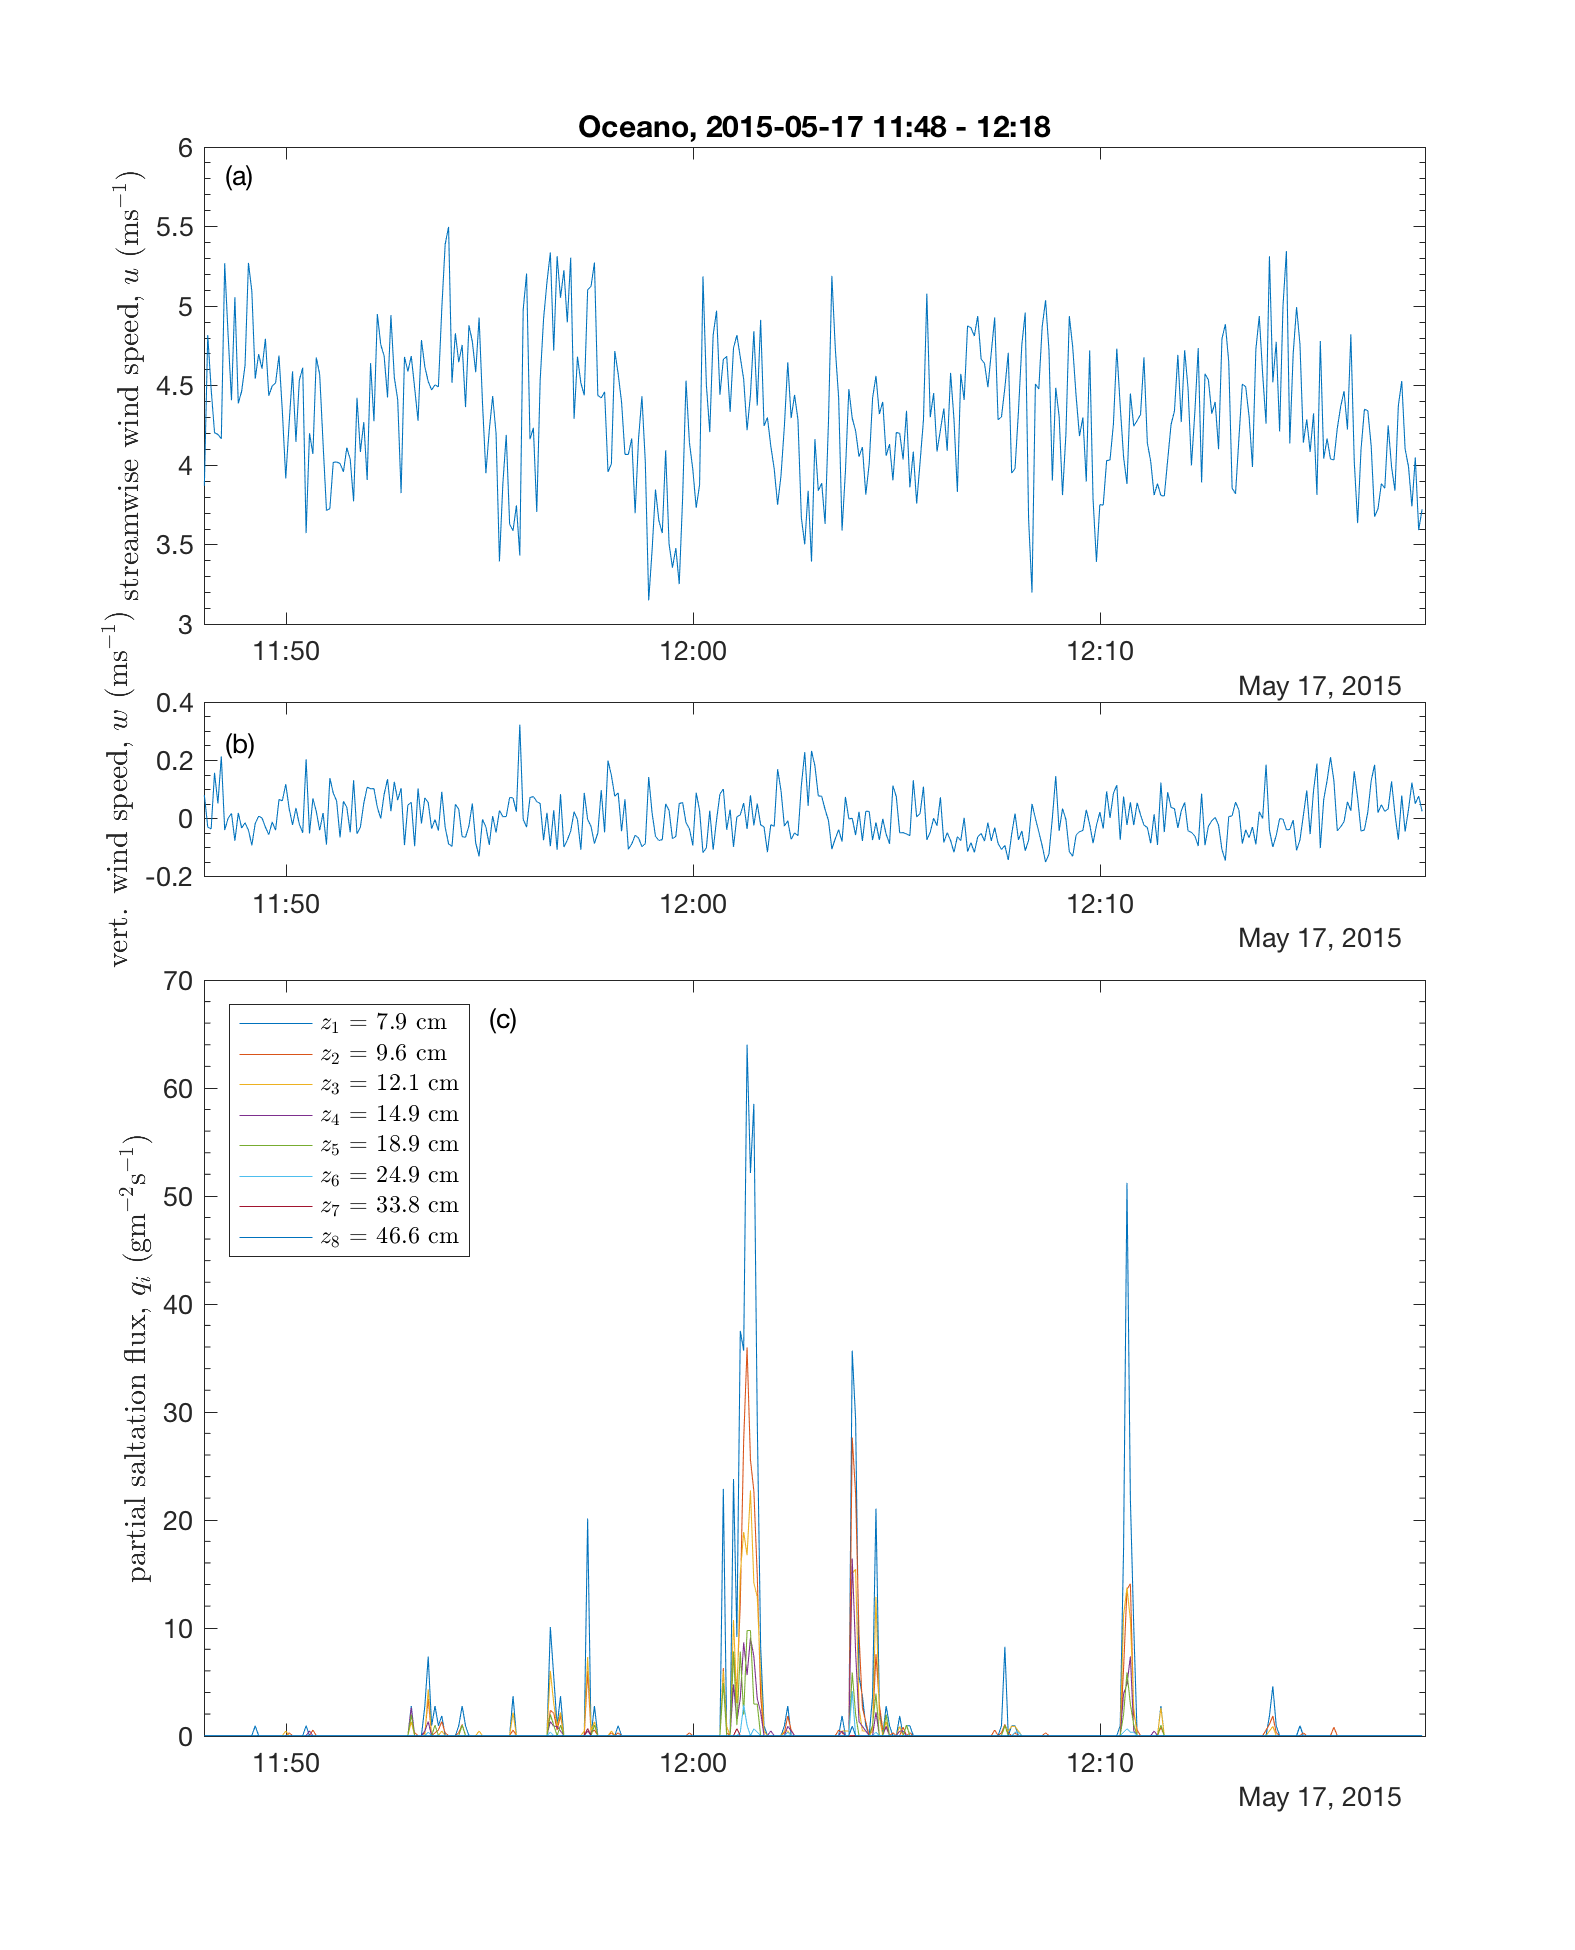 Oceano, 2015-05-17 11:48 - 12:18
(a)
streamwise wind speed, u (ms⁻¹)
6
5.5
5
4.5
4
3.5
3
11:50 12:00 12:10
May 17, 2015
(b)
vert. wind speed, w (ms⁻¹)
0.4
0.2
0
-0.2
11:50 12:00 12:10
May 17, 2015
(c)
partial saltation flux, qᵢ (gm⁻²s⁻¹)
70
60
50
40
30
20
10
0
z₁ = 7.9 cm
z₂ = 9.6 cm
z₃ = 12.1 cm
z₄ = 14.9 cm
z₅ = 18.9 cm
z₆ = 24.9 cm
z₇ = 33.8 cm
z₈ = 46.6 cm
11:50 12:00 12:10
May 17, 2015